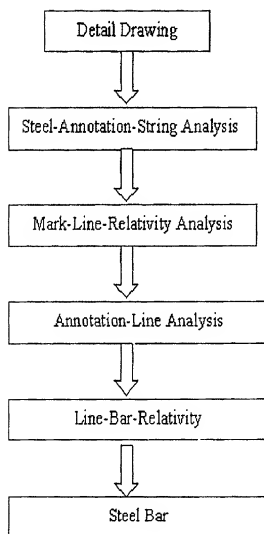 Detail Drawing
Steel-Annotation-String Analysis
Mark-Line-Relativity Analysis
Annotation-Line Analysis
Line-Bar-Relativity
Steel Bar